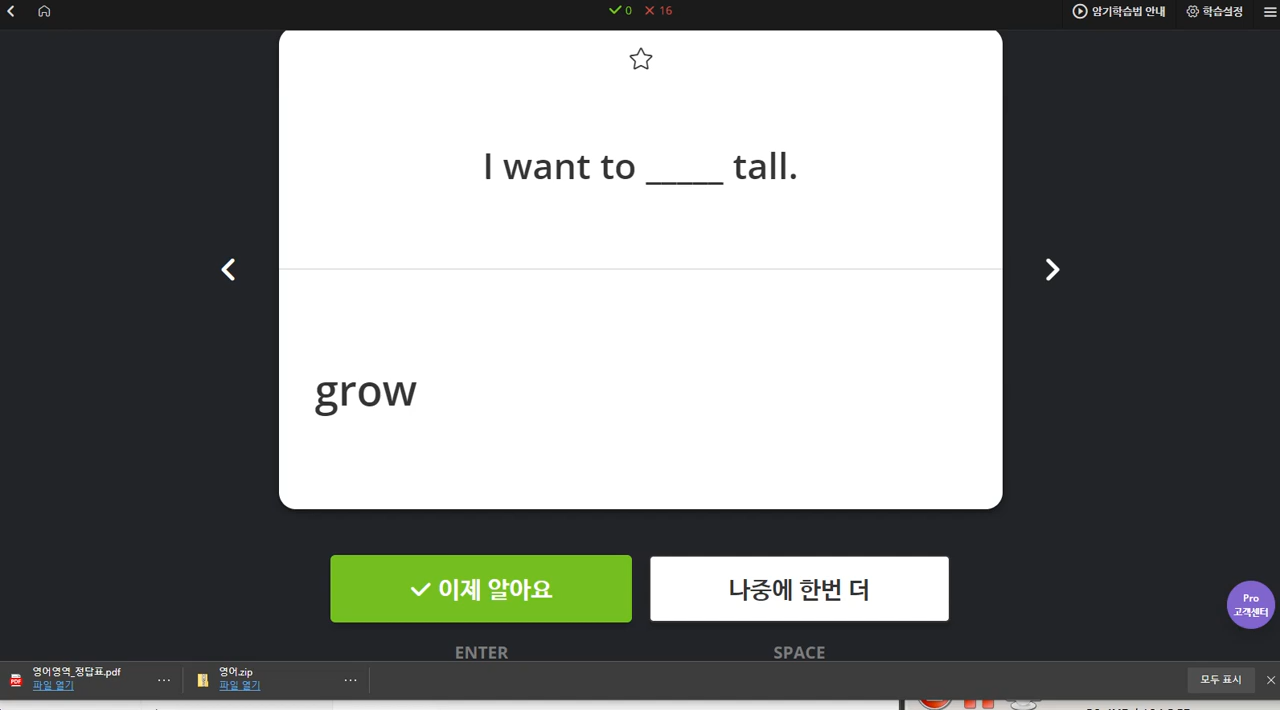 0 16
암기학습법 안내 학습설정
I want to _____ tall.
grow
이제 알아요 나중에 한번 더
ENTER SPACE
Pro
고객센터
영어영역_정답표.pdf
파일 열기
영어.zip
파일 열기
모두 표시